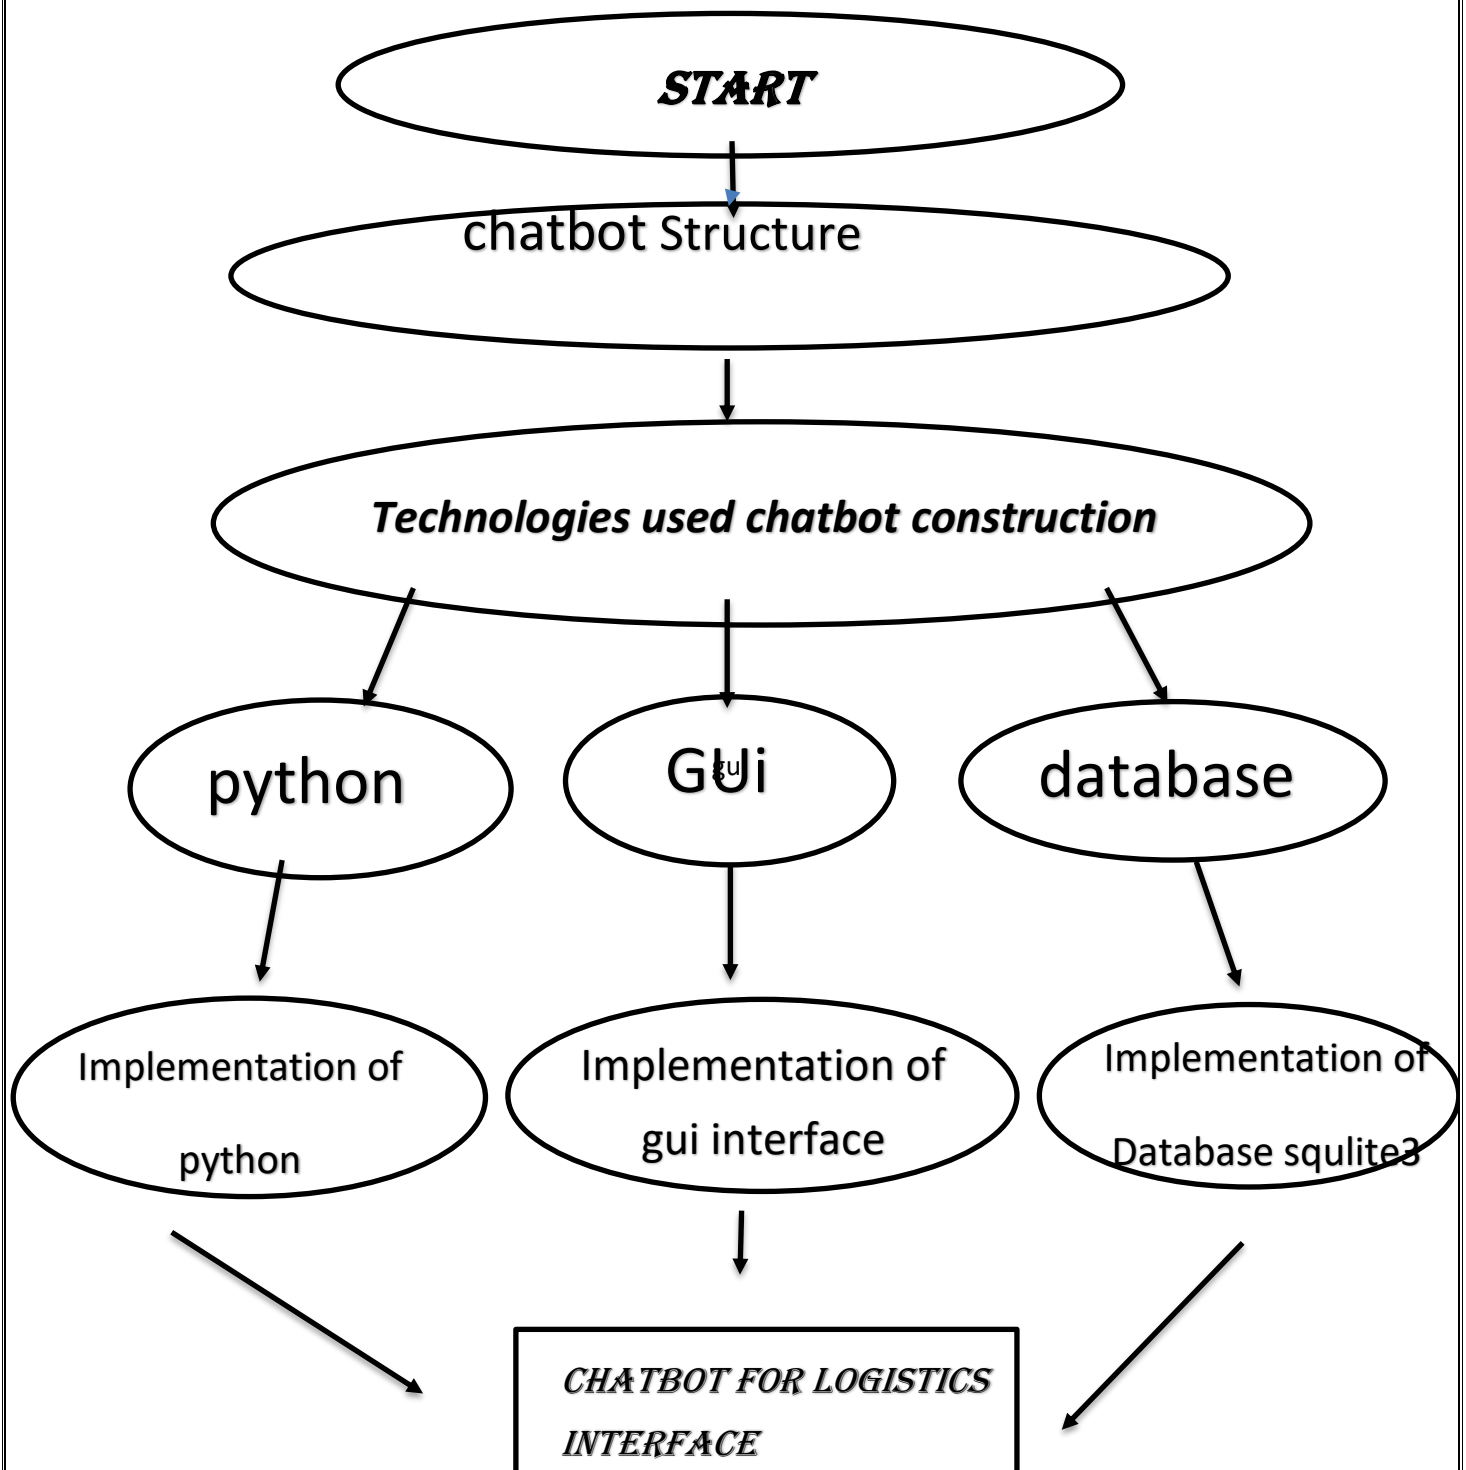 START
chatbot Structure
Technologies used chatbot construction
python
GUi
gui
database
Implementation of
python
Implementation of
gui interface
Implementation of
Database squlite3
CHATBOT FOR LOGISTICS
INTERFACE